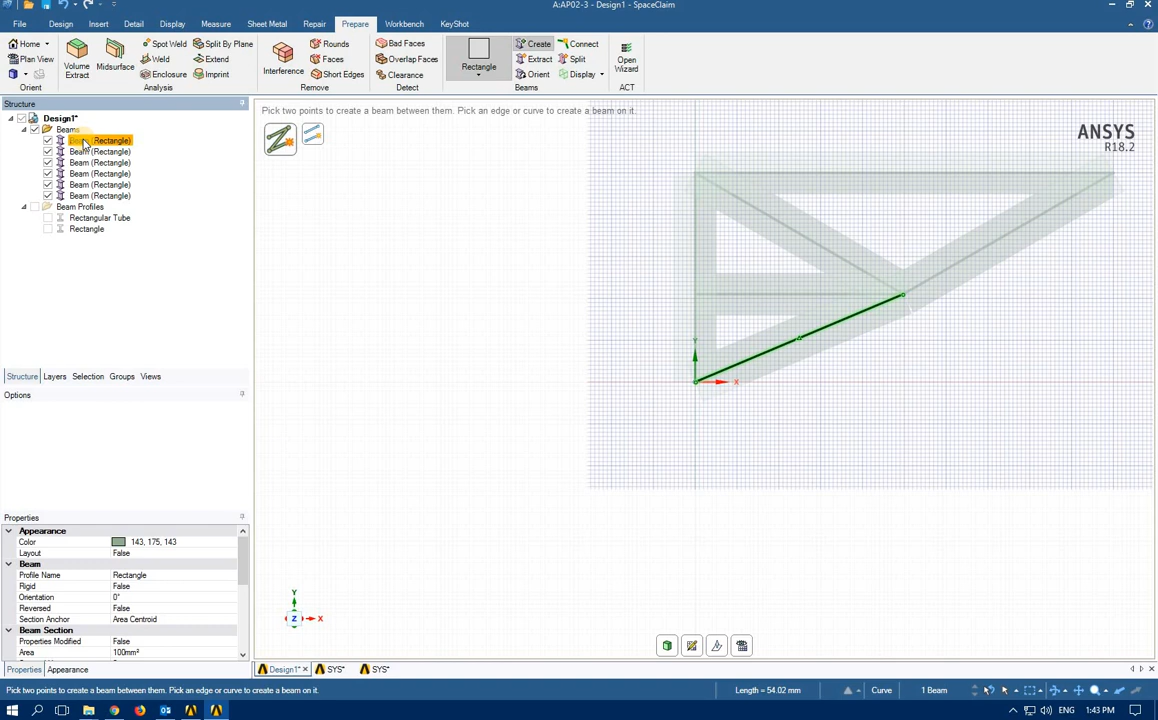 A:AP02-3 - Design1* - SpaceClaim
File Design Insert Detail Display Measure Sheet Metal Repair Prepare Workbench KeyShot
Home Spot Weld Split By Plane Rounds Bad Faces Create Connect
Plan View Weld Extend Faces Overlap Faces Extract Split
Enclosure Imprint Short Edges Clearance Orient Display
Volume Extract Midsurface Interference Rectangle Open Wizard
Orient Analysis Remove Detect Beams ACT
Structure
Pick two points to create a beam between them. Pick an edge or curve to create a beam on it.
Design1*
Beams
(Rectangle)
Beam (Rectangle)
Beam (Rectangle)
Beam (Rectangle)
Beam (Rectangle)
Beam (Rectangle)
Beam Profiles
Rectangular Tube
Rectangle
ANSYS
R18.2
Y
X
Structure Layers Selection Groups Views
Options
Properties
Appearance
Color 143, 175, 143
Layout False
Beam
Profile Name Rectangle
Rigid False
Orientation 0°
Reversed False
Section Anchor Area Centroid
Beam Section
Properties Modified False
Area 100mm²
Y
Z X
Properties Appearance
Design1* SYS* SYS*
Pick two points to create a beam between them. Pick an edge or curve to create a beam on it.
Length = 54.02 mm Curve 1 Beam
ENG 1:43 PM